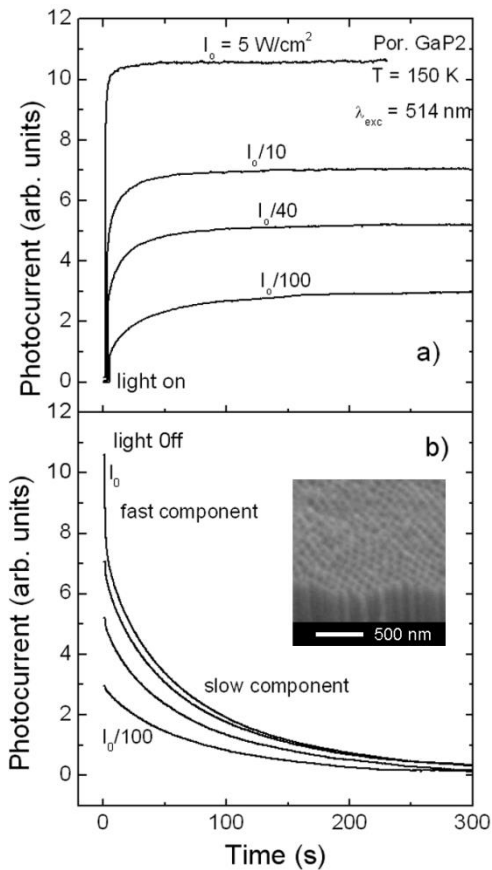 12
10
8
6
4
2
0
Photocurrent (arb. units)
I₀ = 5 W/cm²
Por. GaP2
T = 150 K
λexc = 514 nm
I₀/10
I₀/40
I₀/100
light on
a)
12
10
8
6
4
2
0
Photocurrent (arb. units)
light Off
b)
I₀
fast component
500 nm
slow component
I₀/100
0
100
200
300
Time (s)